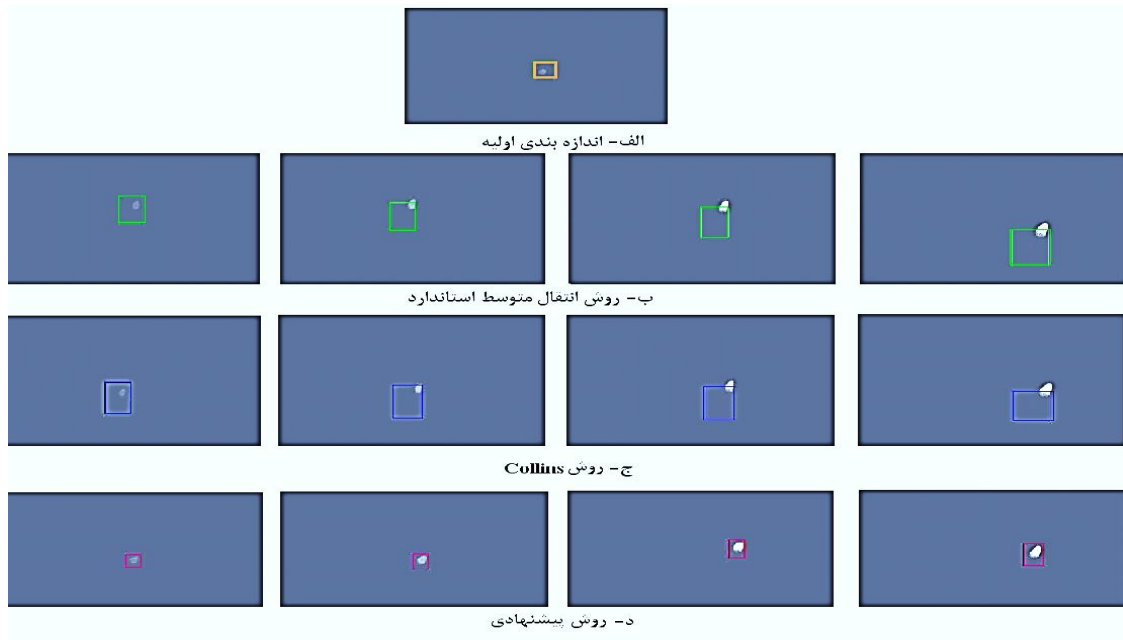 الف- اندازه بندی اولیه
ب- روش انتقال متوسط استاندارد
ج- روش Collins
د- روش پیشنهادی